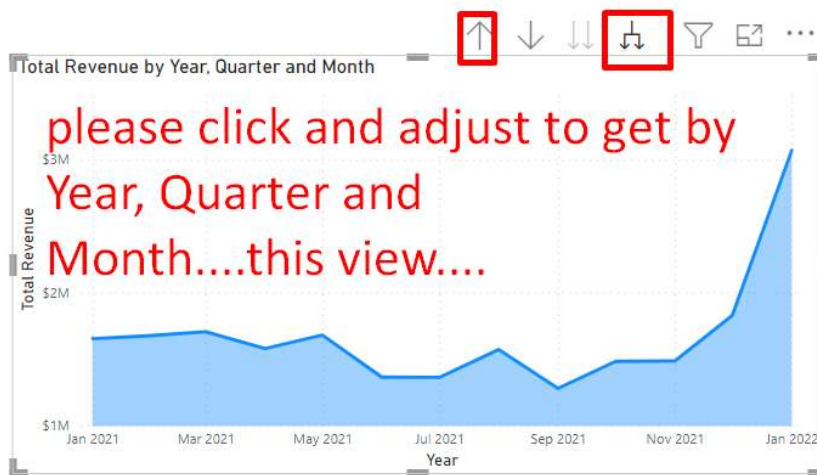 Total Revenue by Year, Quarter and Month
please click and adjust to get by
Year, Quarter and
Month....this view....
$3M
Total Revenue
$2M
$1M
Jan 2021 Mar 2021 May 2021 Jul 2021 Sep 2021 Nov 2021 Jan 2022
Year